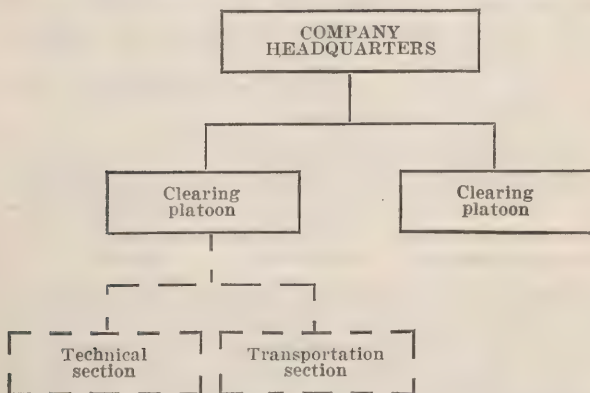 COMPANY
HEADQUARTERS
Clearing
platoon
Clearing
platoon
Technical
section
Transportation
section